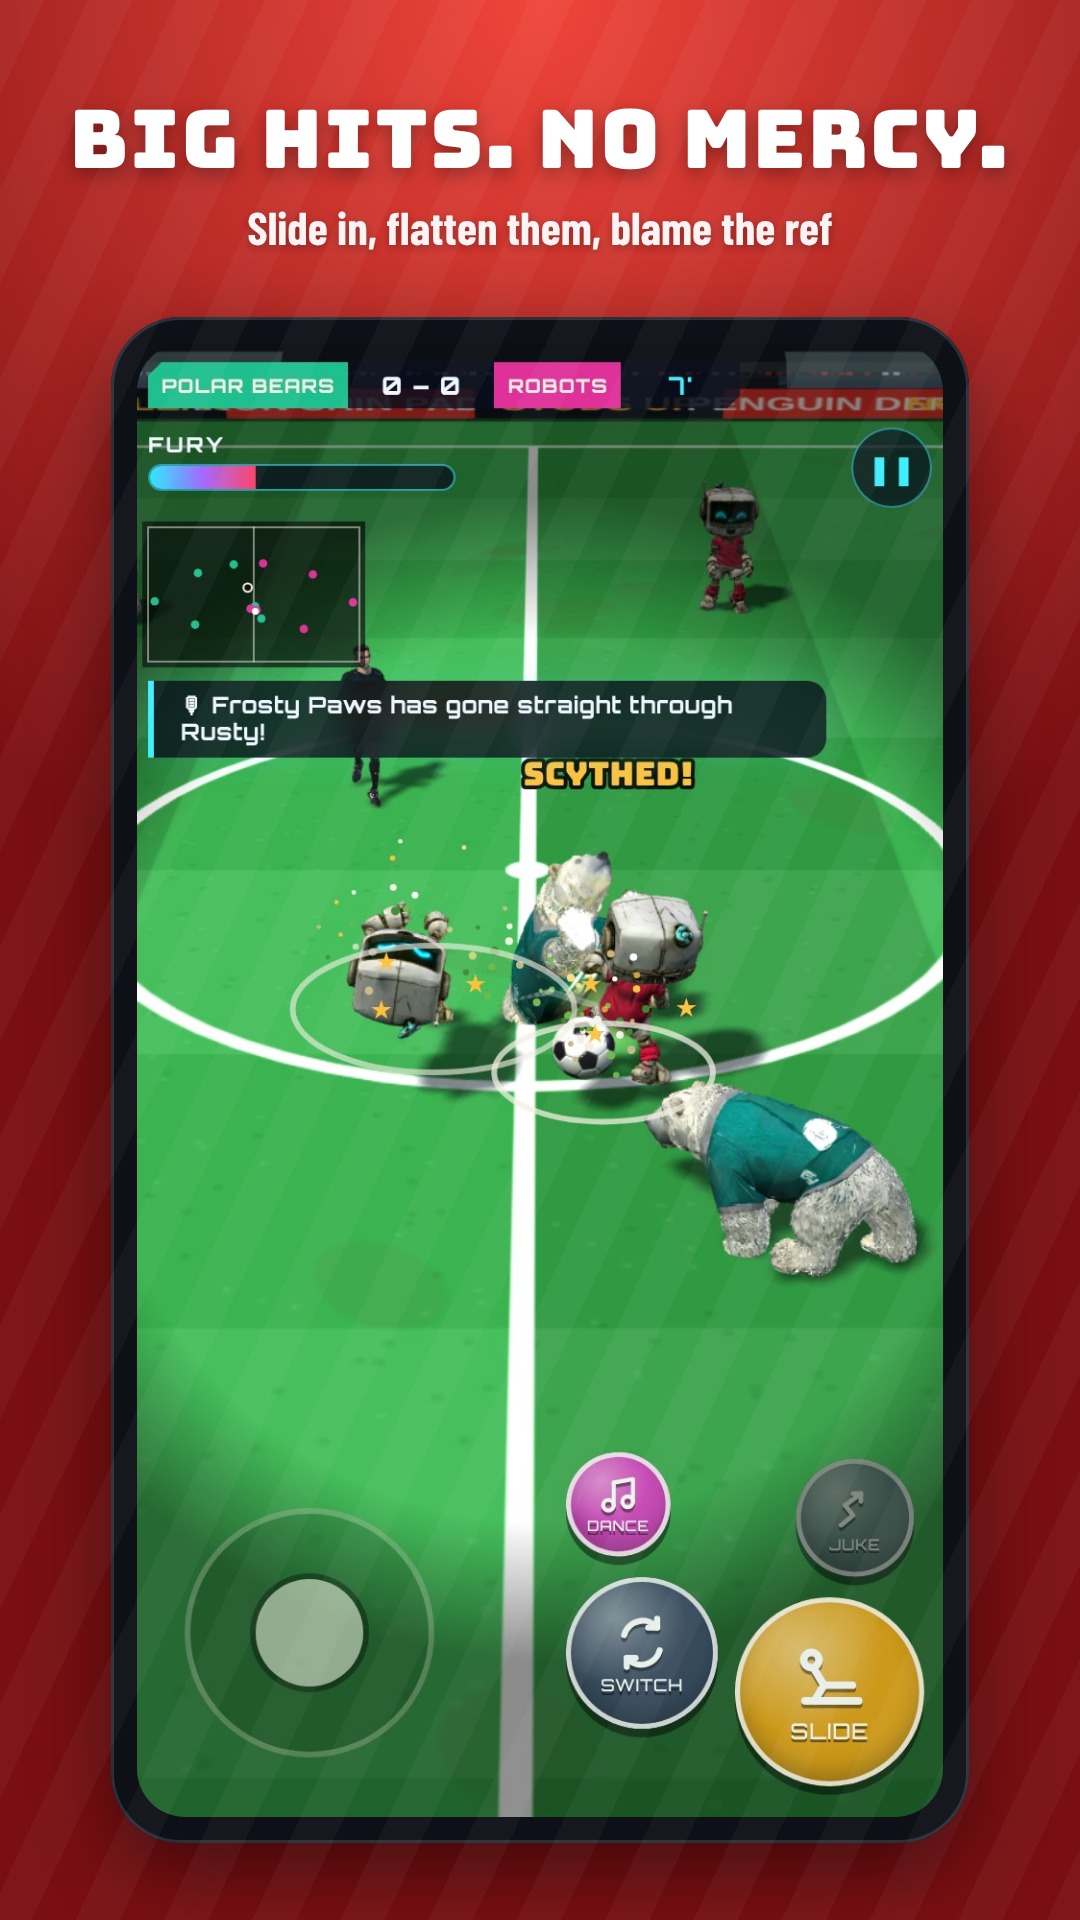 BIG HITS. NO MERCY.
Slide in, flatten them, blame the ref
POLAR BEARS 0 – 0 ROBOTS 7'
PENGUIN
FURY
Frosty Paws has gone straight through
Rusty!
SCYTHED!
DANCE
JUKE
SWITCH
SLIDE